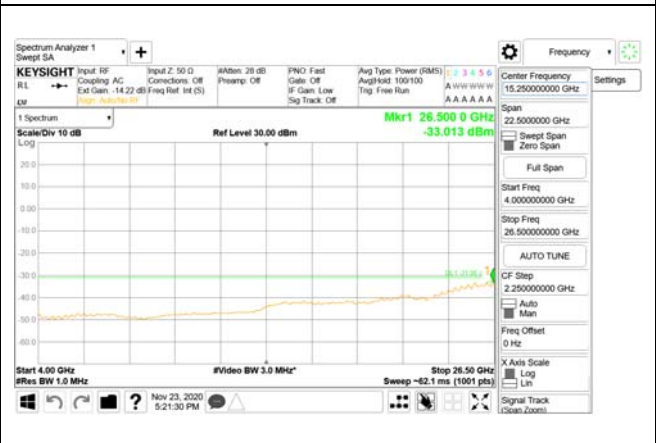 Spectrum Analyzer 1
Swept SA
+
Frequency
KEYSIGHT
RL
Input: RF
Coupling: AC
Ext Gain: -14.22 dB
Align: Auto/No RF
Input Z: 50 Ω
Corrections: Off
Freq Ref: Int (S)
#Atten: 28 dB
Preamp: Off
PNO: Fast
Gate: Off
IF Gain: Low
Sig Track: Off
Avg Type: Power (RMS)
Avg|Hold: 100/100
Trig: Free Run
1 2 3 4 5 6
A W W W W W
A A A A A A
1 Spectrum
Scale/Div 10 dB
Ref Level 30.00 dBm
Mkr1 26.500 0 GHz
-33.013 dBm
Log
20.0
10.0
0.00
-10.0
-20.0
-30.0
-40.0
-50.0
-60.0
1
Start 4.00 GHz
#Res BW 1.0 MHz
#Video BW 3.0 MHz*
Stop 26.50 GHz
Sweep ~62.1 ms (1001 pts)
Nov 23, 2020
5:21:30 PM
?
Center Frequency
15.250000000 GHz
Settings
Span
22.5000000 GHz
Swept Span
Zero Span
Full Span
Start Freq
4.000000000 GHz
Stop Freq
26.500000000 GHz
AUTO TUNE
CF Step
2.250000000 GHz
Auto
Man
Freq Offset
0 Hz
X Axis Scale
Log
Lin
Signal Track
(Span Zoom)